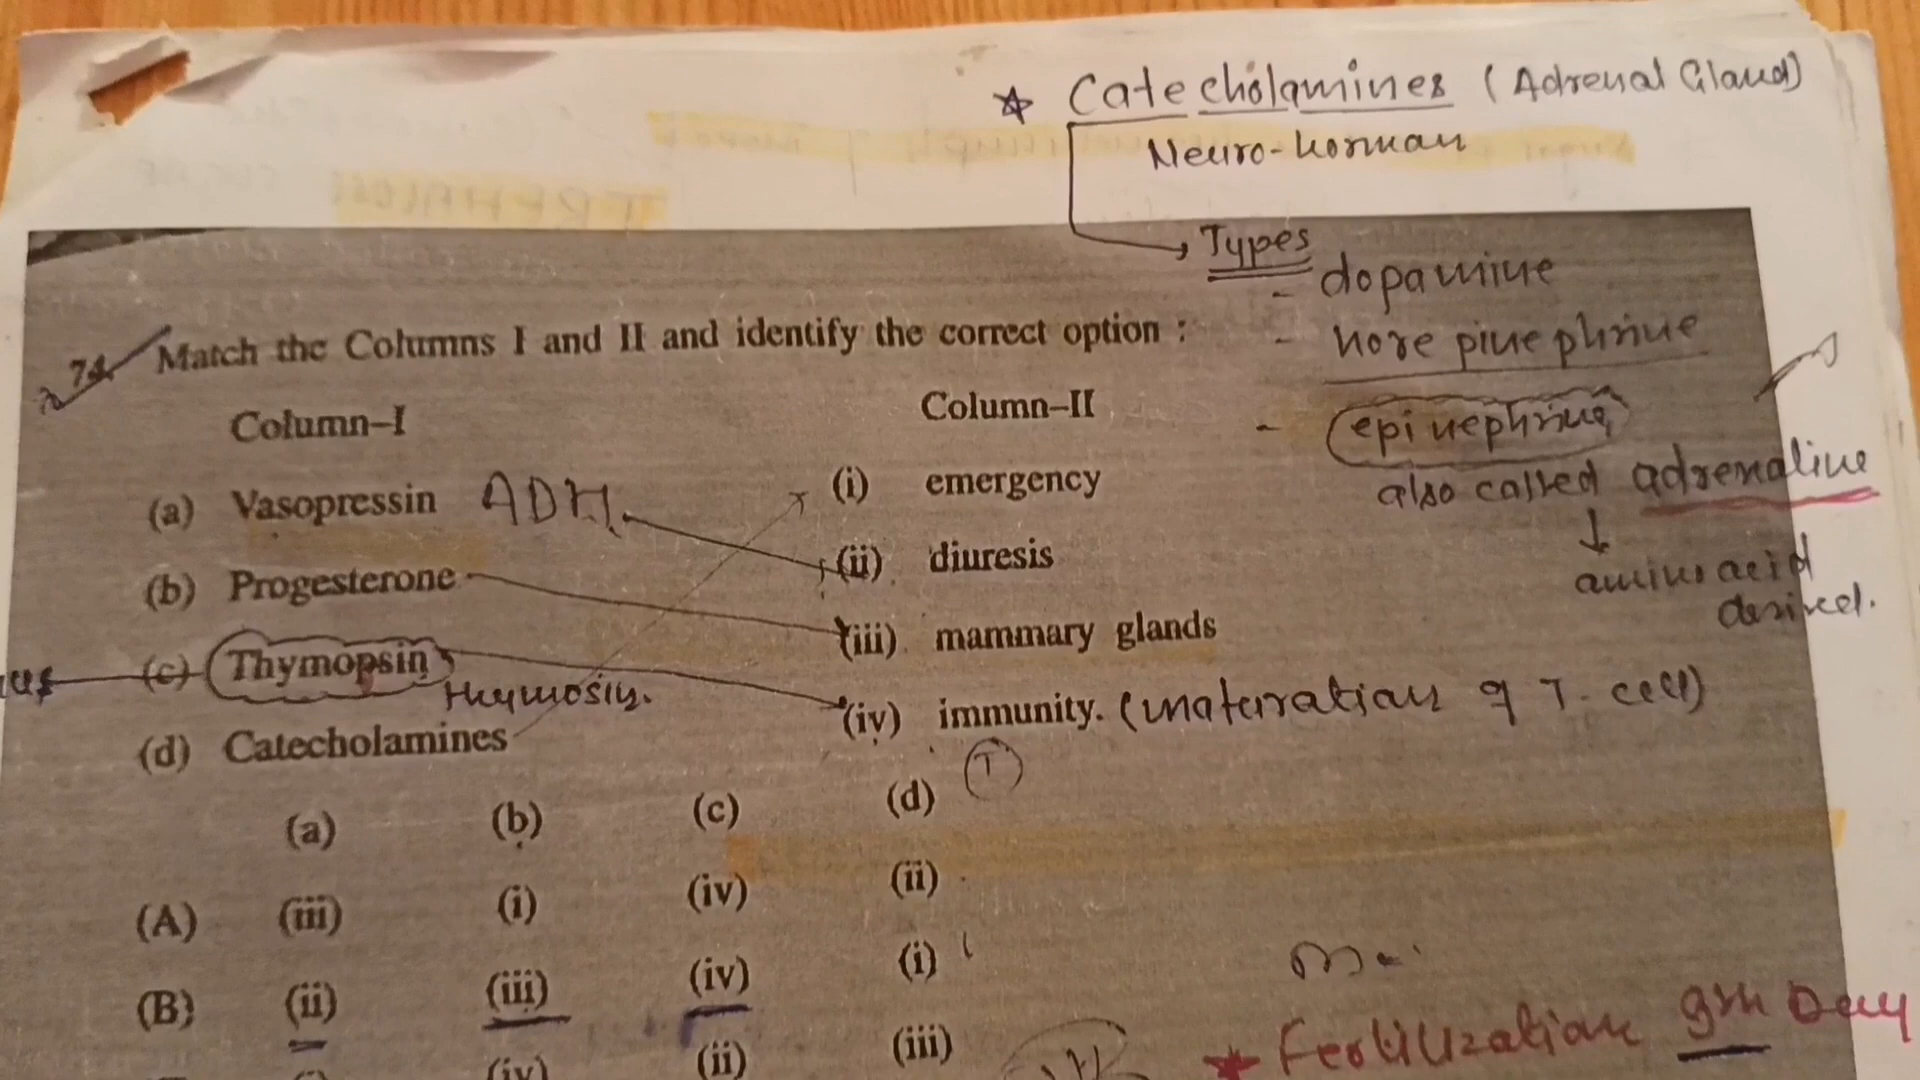 ☆ Catecholamines (Adrenal Gland)
Neuro-horman
Types
- dopamine
74. Match the Columns I and II and identify the correct option :
- nore pinephrine
Column-I
Column-II
- epinephrine,
also called adrenaline
↓
amino acid
derived.
(a) Vasopressin ADH
(i) emergency
(b) Progesterone
(ii) diuresis
(c) Thymopsin
thymosin.
(iii) mammary glands
(d) Catecholamines
(iv) immunity. (maturation of T-cell)
T
(a) (b) (c) (d)
(A) (iii) (i) (iv) (ii)
(B) (ii) (iii) (iv) (i)
(iv) (ii) (iii)
★ Fertilization 9th Day